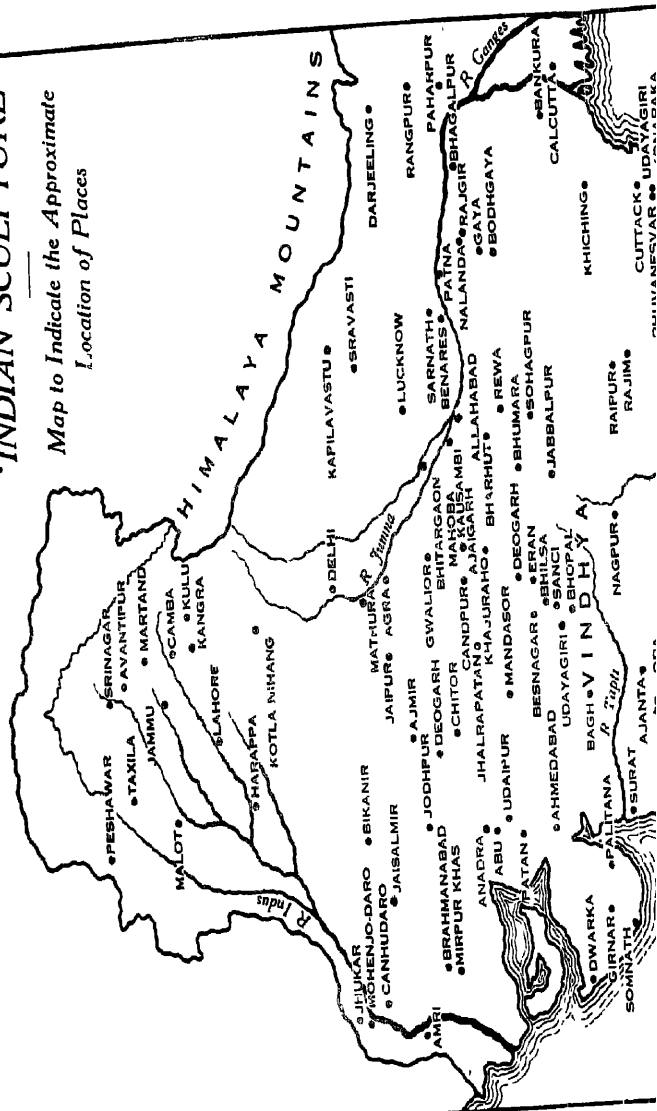 INDIAN SCULPTURE
Map to Indicate the Approximate
Location of Places
HIMALAYA MOUNTAINS
SRINAGAR
AVANTIPUR
MARTAND
PESHAWAR
TAXILA
JAMMU
CAMBA
KULU
KANGRA
MALOT
LAHORE
HARAPPA
KOTLA NIHANG
R Indus
DELHI
KAPILAVASTU
SRAVASTI
DARJEELING
RANGPUR
PAHARPUR
R Ganges
JHUKAR
MOHENJO-DARO
CANHUDARO
BIKANIR
JAISALMIR
R Jumna
MATHURA
AGRA
JAIPUR
AJMIR
LUCKNOW
SARNATH
BENARES
PATNA
BHAGALPUR
NALANDA
RAJGIR
GAYA
BODHGAYA
BANKURA
CALCUTTA
AMRI
BRAHMANABAD
MIRPUR KHAS
JODHPUR
DEOGARH
CHITOR
GWALIOR
BHITARGAON
MAHOBA
KAUSAMBI
AJAIGARH
ALLAHABAD
CANDPUR
JHALRAPATAN
KHAJURAHO
BHARHUT
REWA
ANADRA
ABU
UDAIPUR
MANDASOR
DEOGARH
BHUMARA
SOHAGPUR
PATAN
AHMEDABAD
BESNAGAR
ERAN
BHILSA
SANCI
UDAYAGIRI
BHOPAL
JABBALPUR
KHICHING
DWARKA
GIRNAR
SOMNATH
PALITANA
BAGH
VINDHYA
R Tapti
SURAT
AJANTA
NAGPUR
RAIPUR
RAJIM
CUTTACK
UDAYAGIRI
BHUVANESVAR